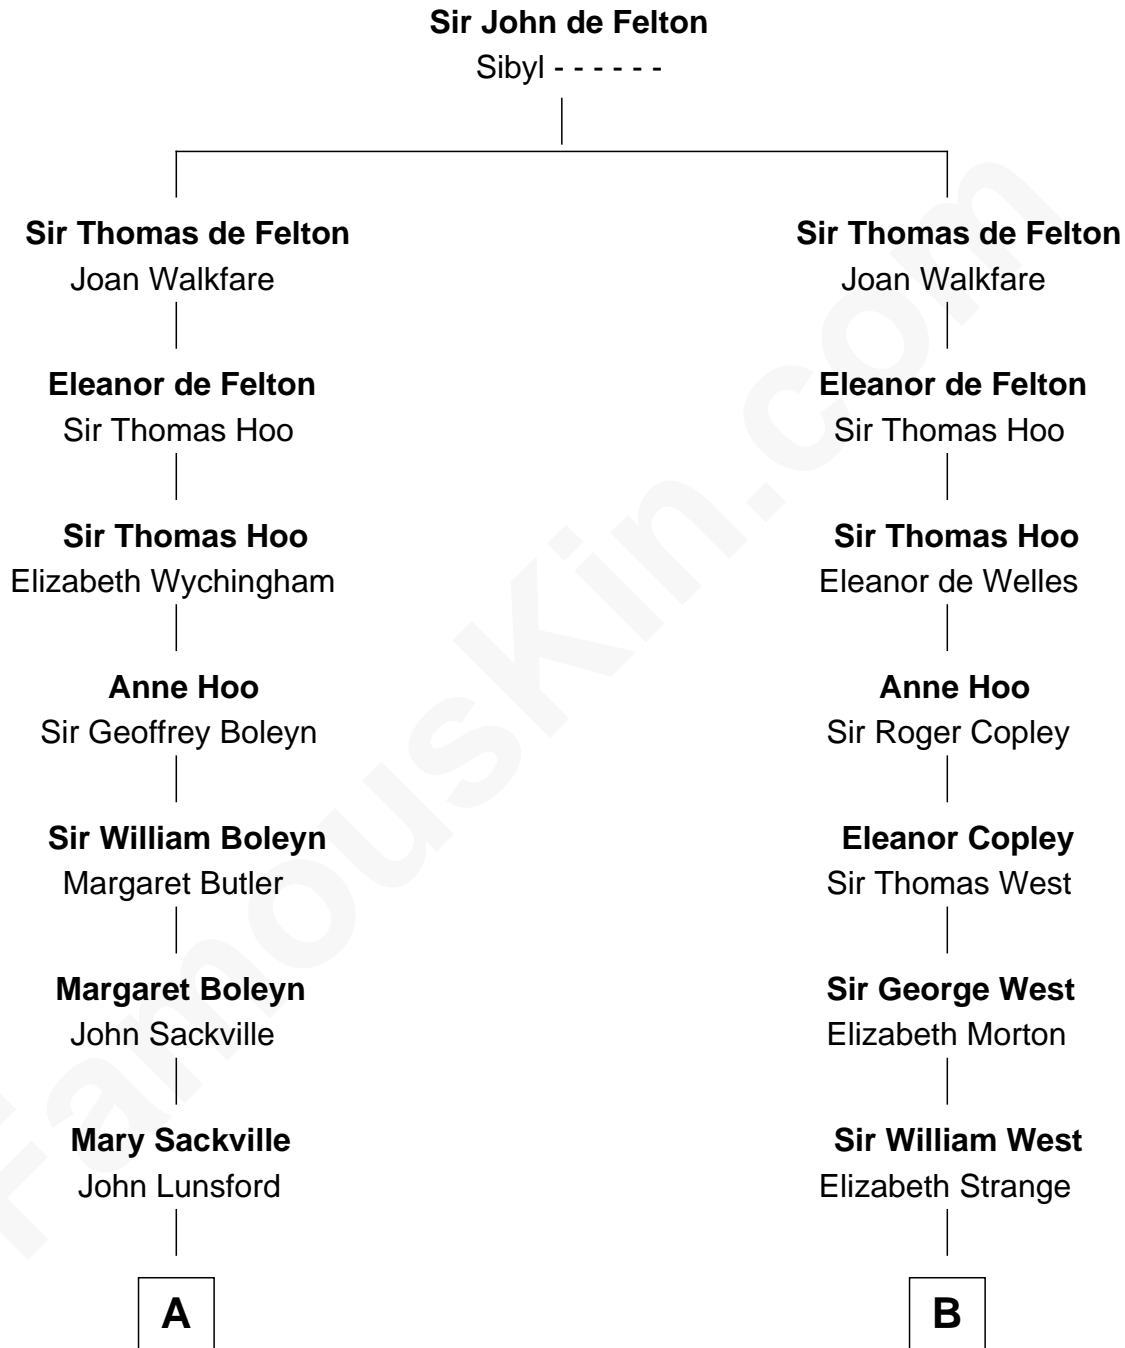 Sir John de Felton
Sibyl - - - - - -
Sir Thomas de Felton
Joan Walkfare
Sir Thomas de Felton
Joan Walkfare
Eleanor de Felton
Sir Thomas Hoo
Eleanor de Felton
Sir Thomas Hoo
Sir Thomas Hoo
Elizabeth Wychingham
Sir Thomas Hoo
Eleanor de Welles
Anne Hoo
Sir Geoffrey Boleyn
Anne Hoo
Sir Roger Copley
Sir William Boleyn
Margaret Butler
Eleanor Copley
Sir Thomas West
Margaret Boleyn
John Sackville
Sir George West
Elizabeth Morton
Mary Sackville
John Lunsford
Sir William West
Elizabeth Strange
A
B
FamousKin.com